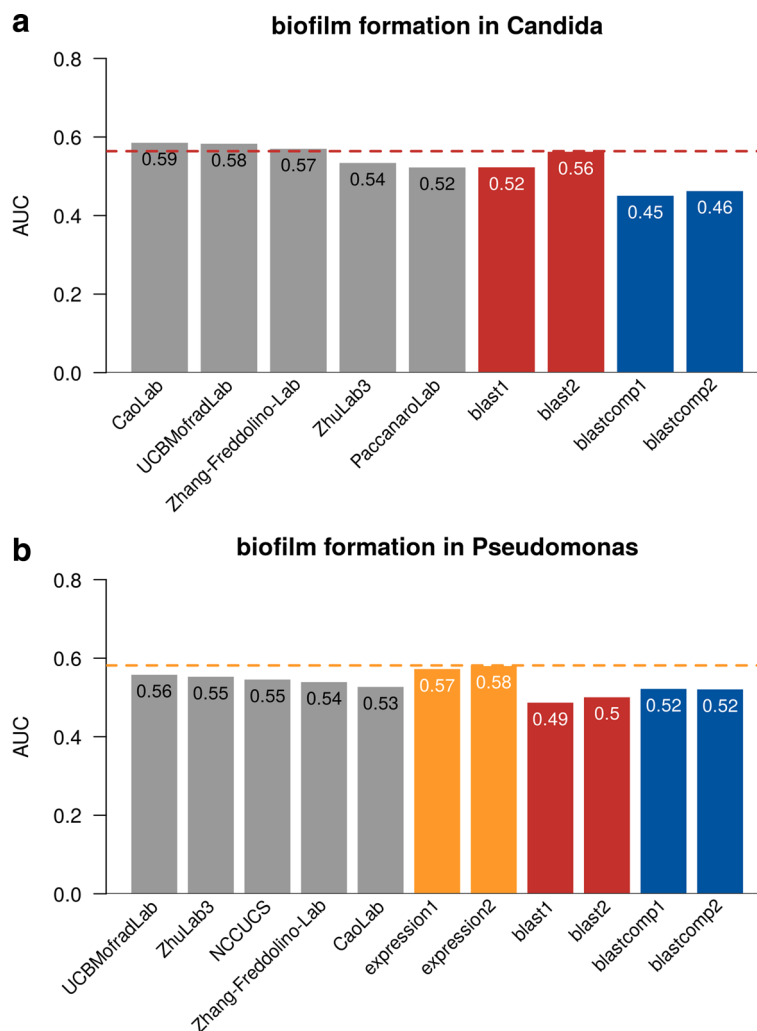 a
biofilm formation in Candida
0.8
0.6
0.4
0.2
0.0
AUC
0.59
0.58
0.57
0.54
0.52
0.52
0.56
0.45
0.46
CaoLab
UCBMofradLab
Zhang-Freddolino-Lab
ZhuLab3
PaccanaroLab
blast1
blast2
blastcomp1
blastcomp2
b
biofilm formation in Pseudomonas
0.8
0.6
0.4
0.2
0.0
AUC
0.56
0.55
0.55
0.54
0.53
0.57
0.58
0.49
0.5
0.52
0.52
UCBMofradLab
ZhuLab3
NCCUCS
Zhang-Freddolino-Lab
CaoLab
expression1
expression2
blast1
blast2
blastcomp1
blastcomp2